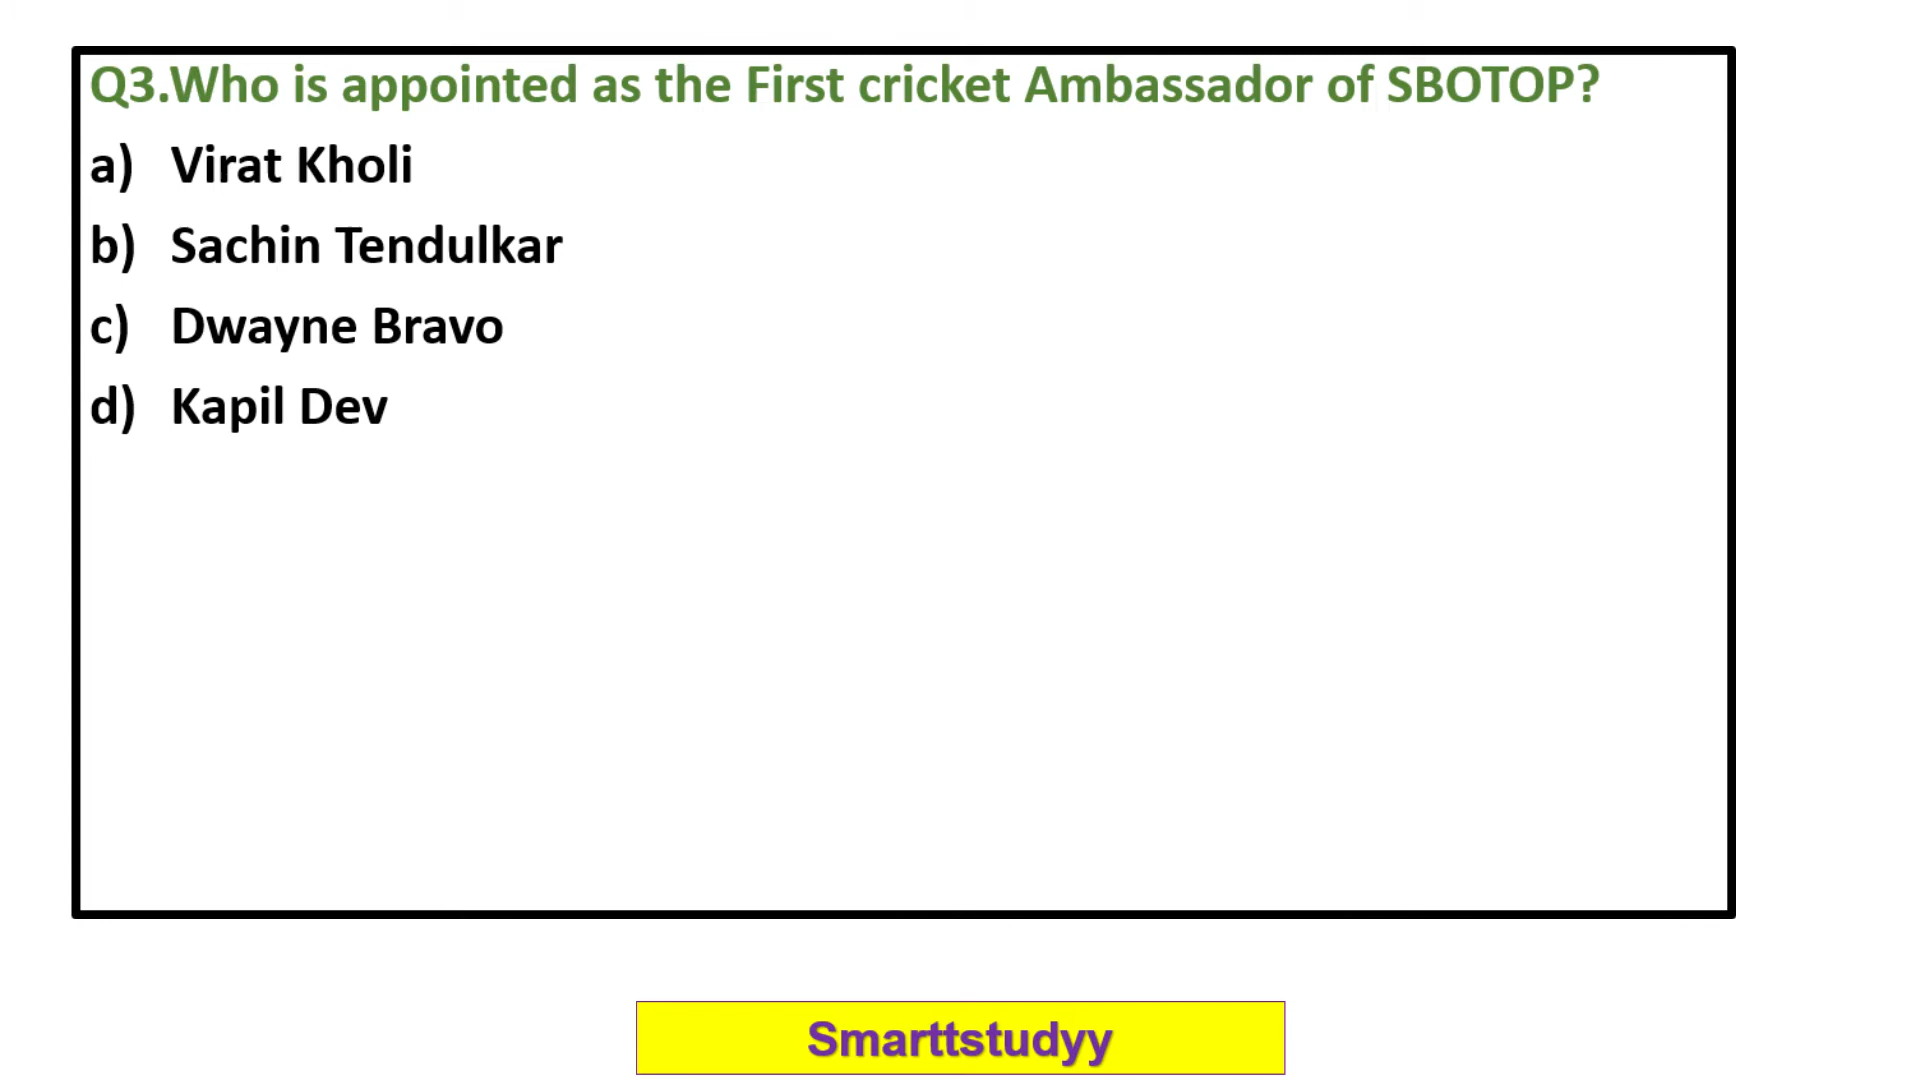 Q3.Who is appointed as the First cricket Ambassador of SBOTOP?
a) Virat Kholi
b) Sachin Tendulkar
c) Dwayne Bravo
d) Kapil Dev
Smarttstudyy